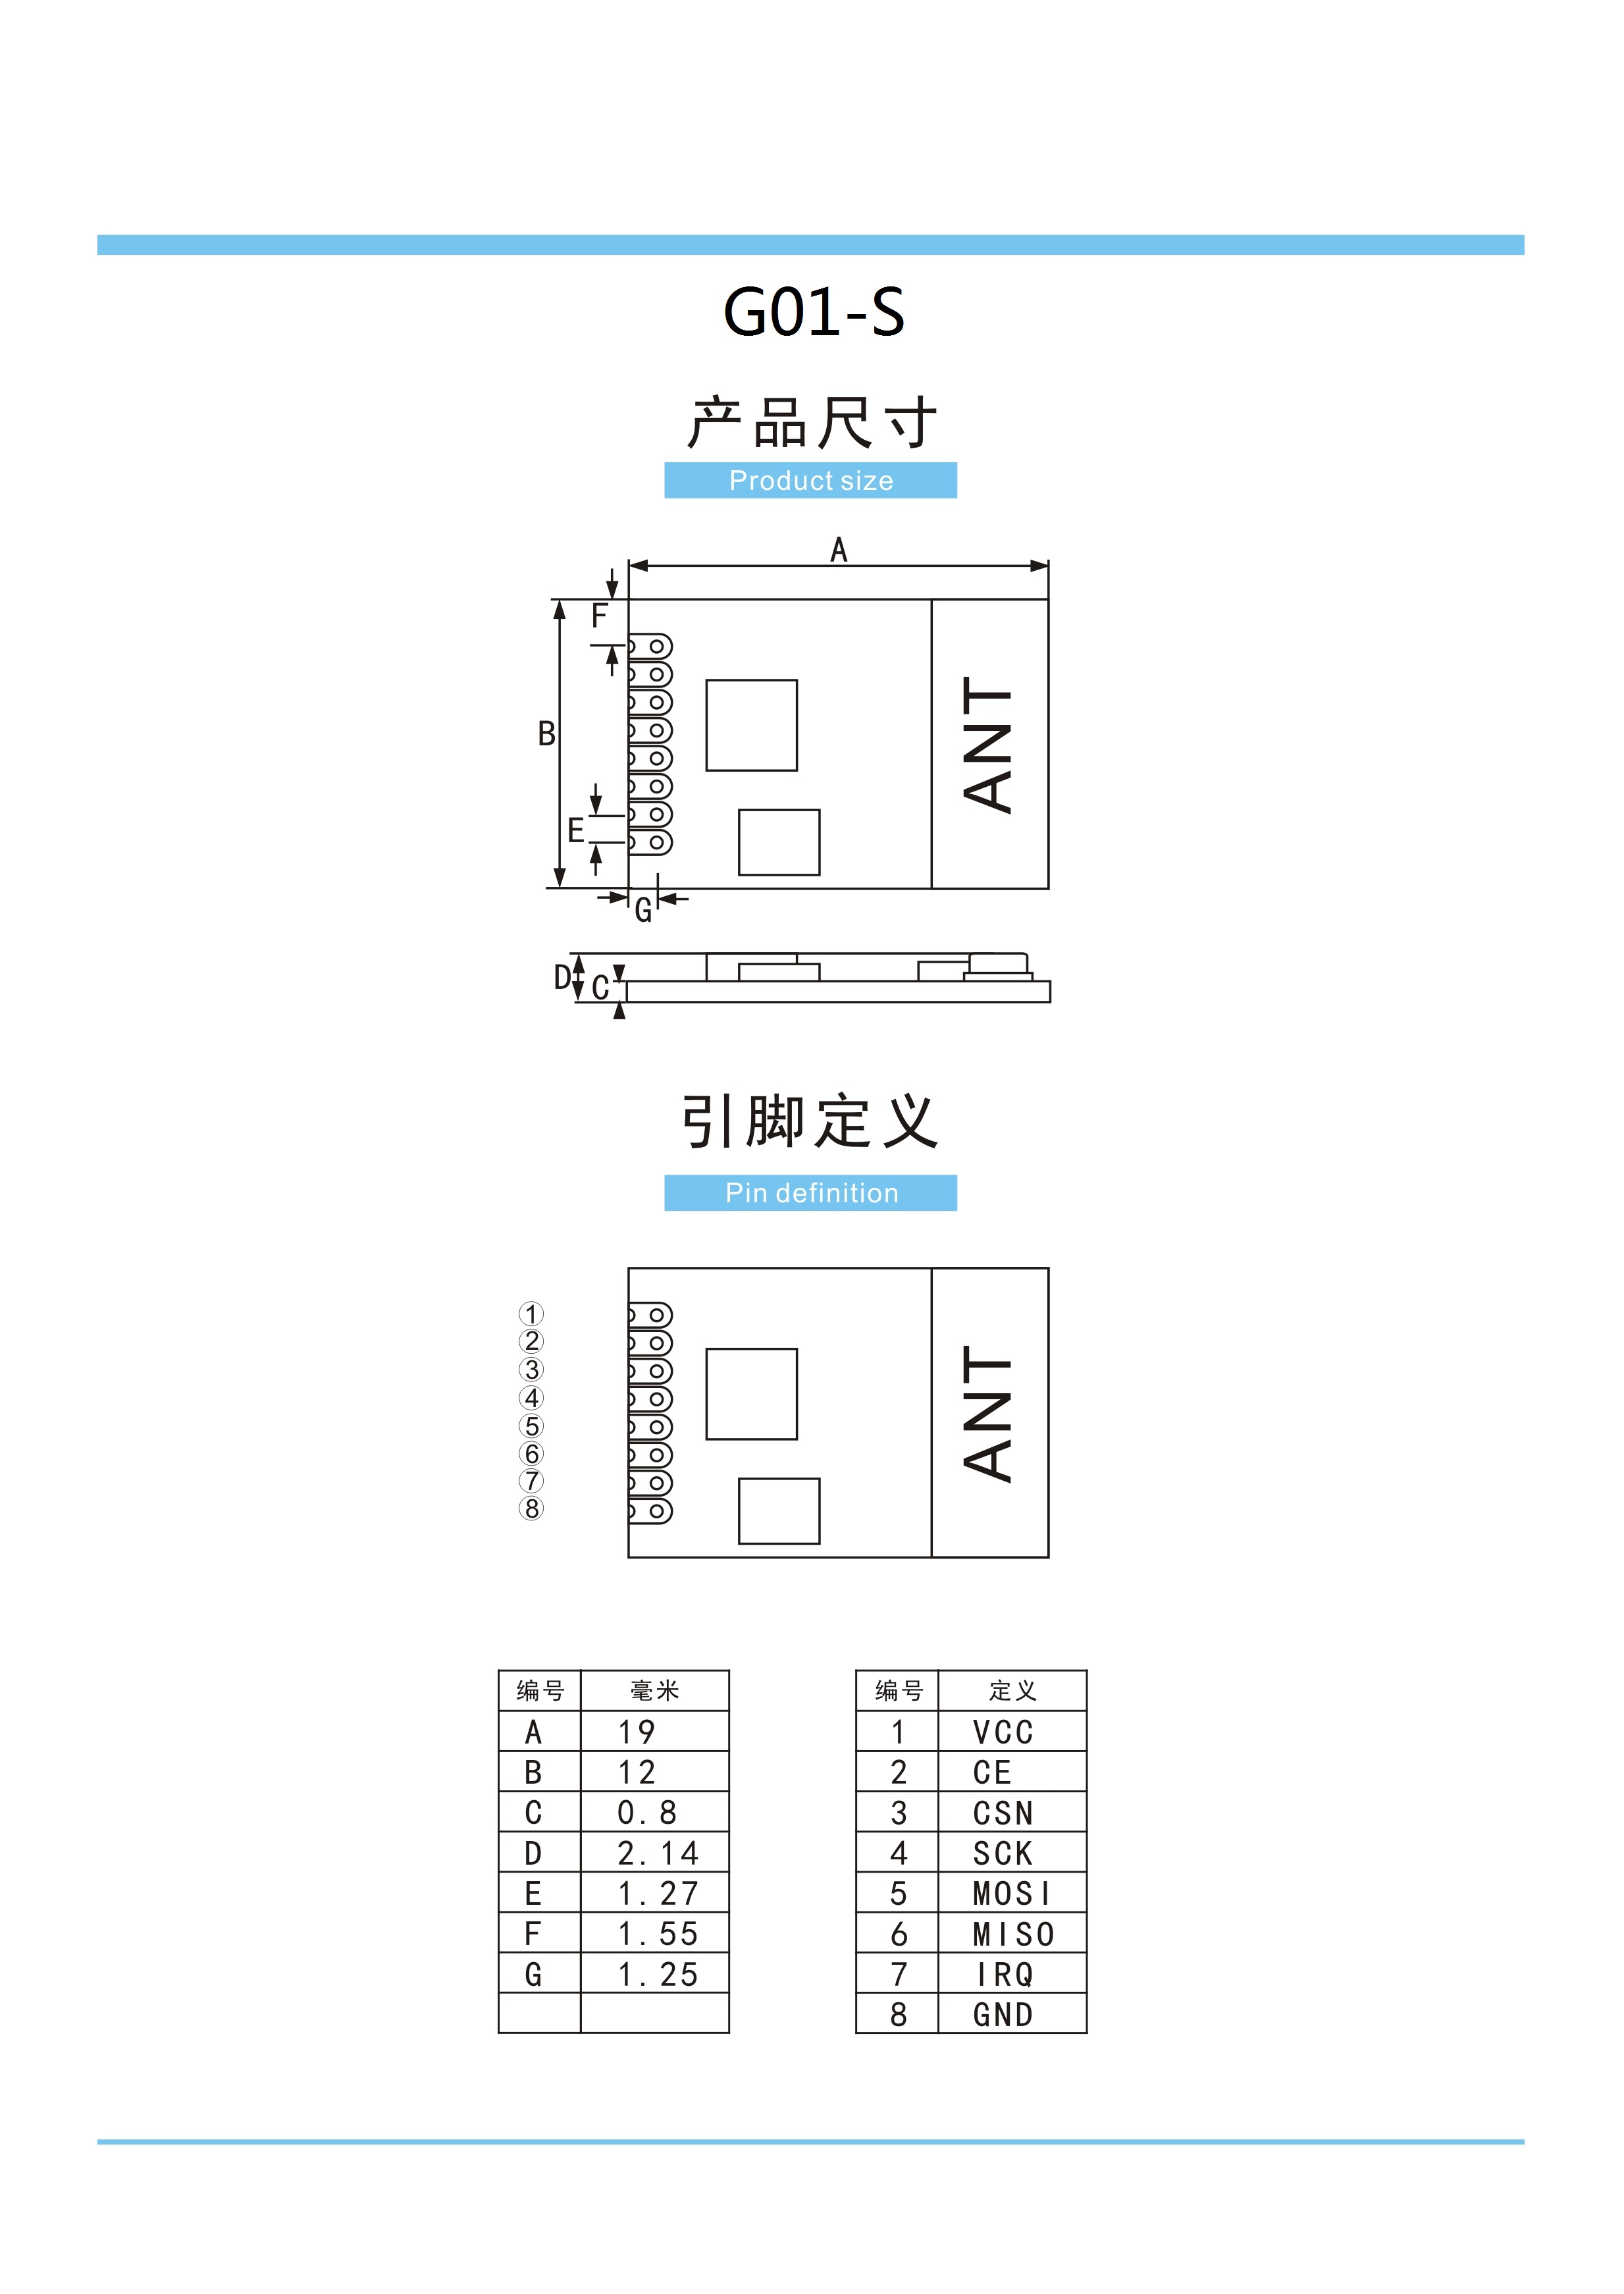 G01-S
产品尺寸
Product size
A
F
B
E
G
ANT
D
C
引脚定义
Pin definition
①
②
③
④
⑤
⑥
⑦
⑧
ANT
编号 毫米
A 19
B 12
C 0.8
D 2.14
E 1.27
F 1.55
G 1.25
编号 定义
1 VCC
2 CE
3 CSN
4 SCK
5 MOSI
6 MISO
7 IRQ
8 GND